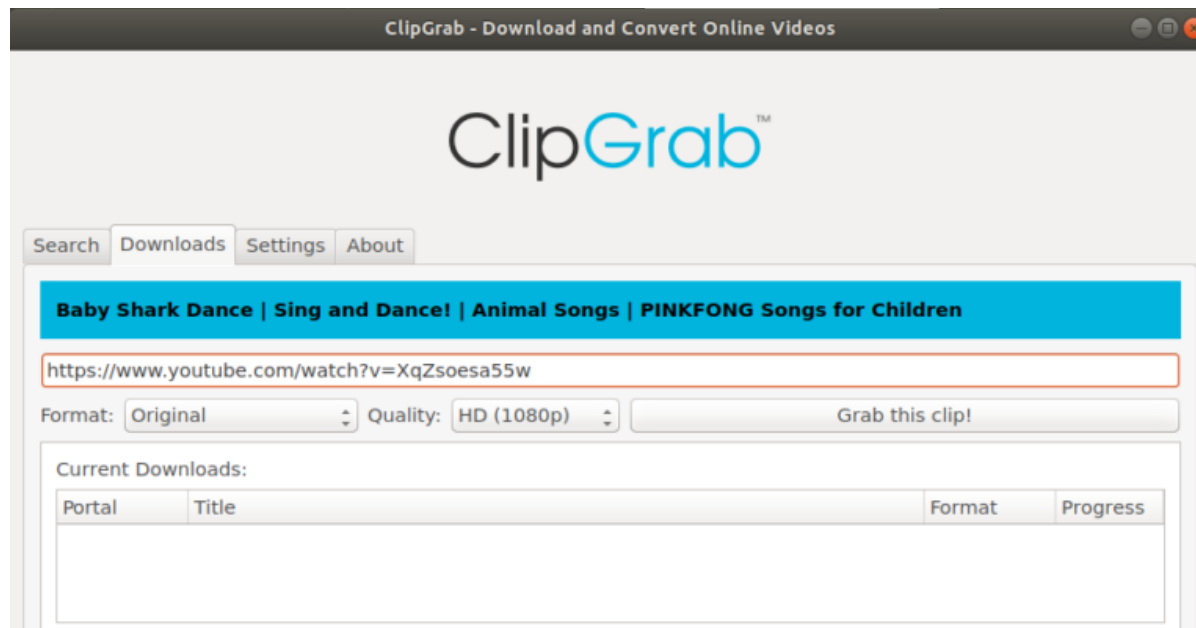 ClipGrab - Download and Convert Online Videos
ClipGrab™
Search Downloads Settings About
Baby Shark Dance | Sing and Dance! | Animal Songs | PINKFONG Songs for Children
https://www.youtube.com/watch?v=XqZsoesa55w
Format: Original Quality: HD (1080p) Grab this clip!
Current Downloads:
Portal Title Format Progress